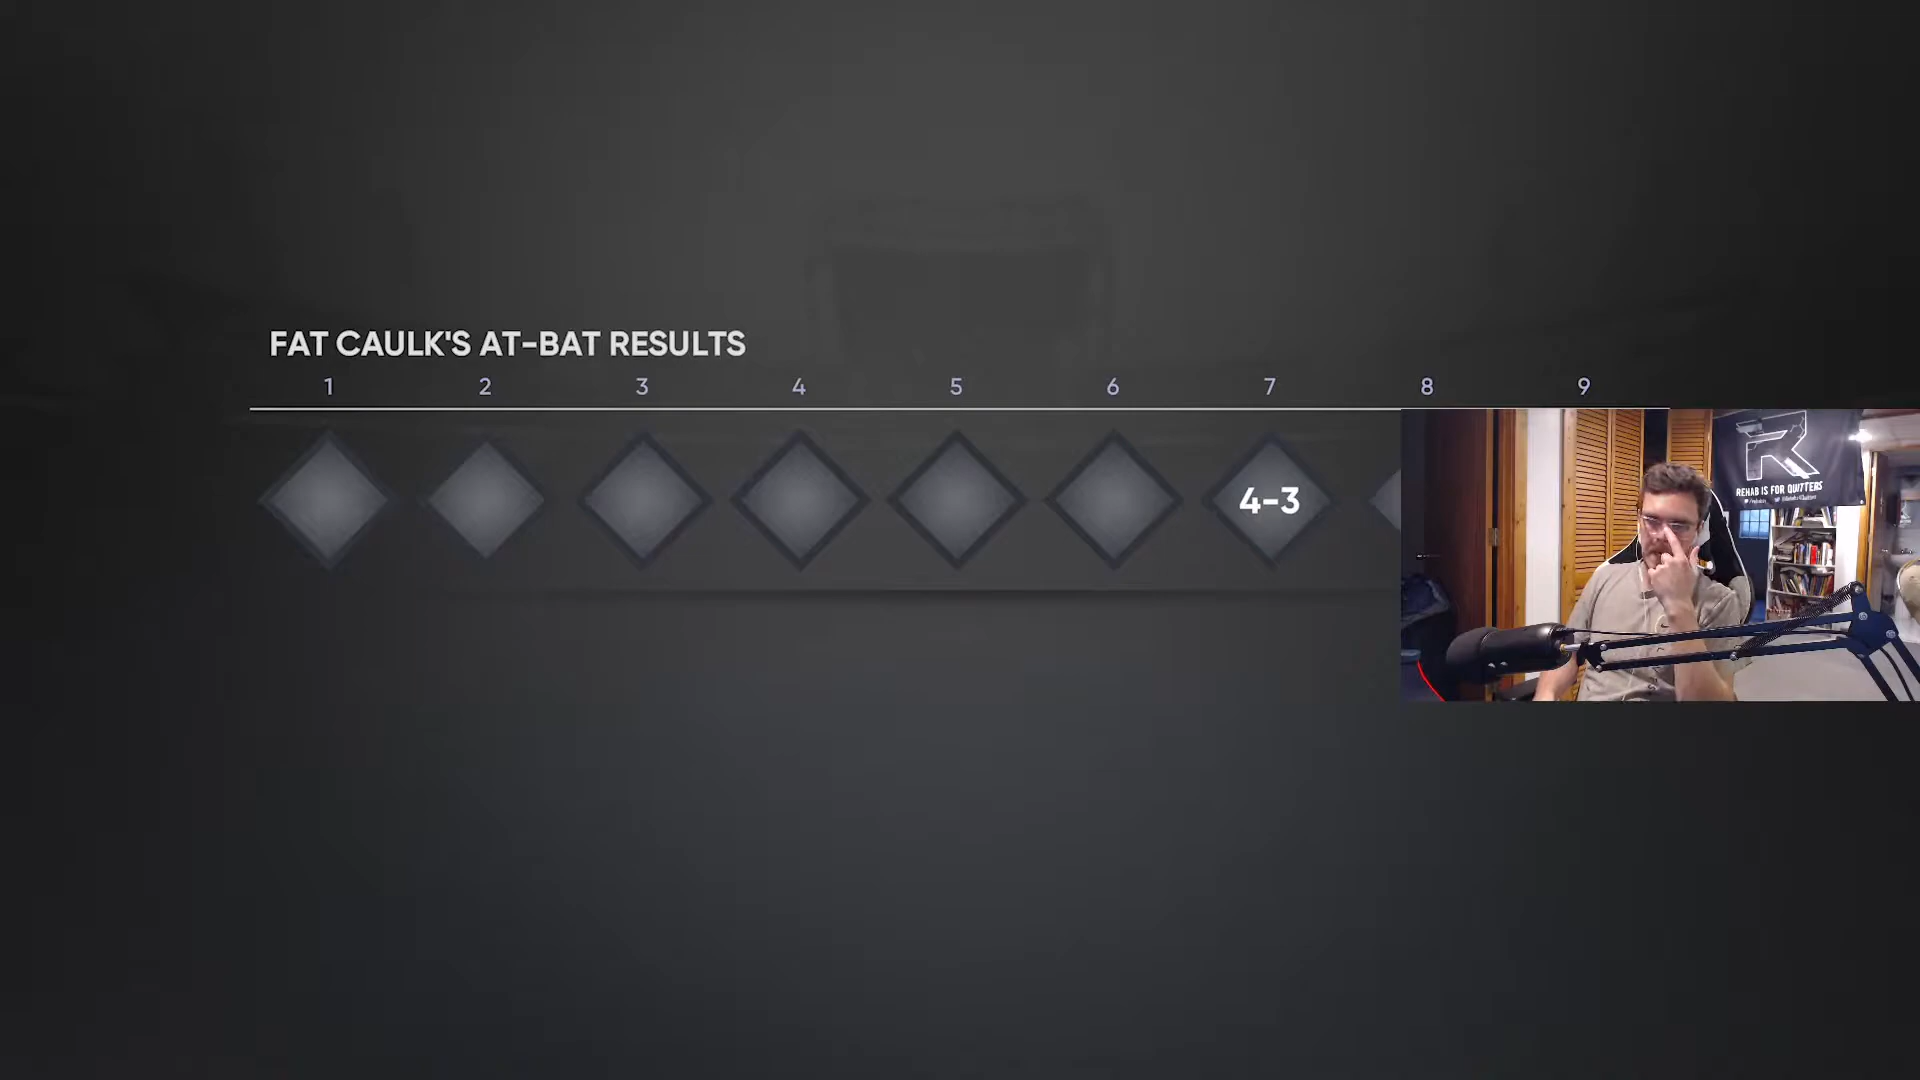 FAT CAULK'S AT-BAT RESULTS
1 2 3 4 5 6 7 8 9
4-3
R
REHAB IS FOR QUITTERS